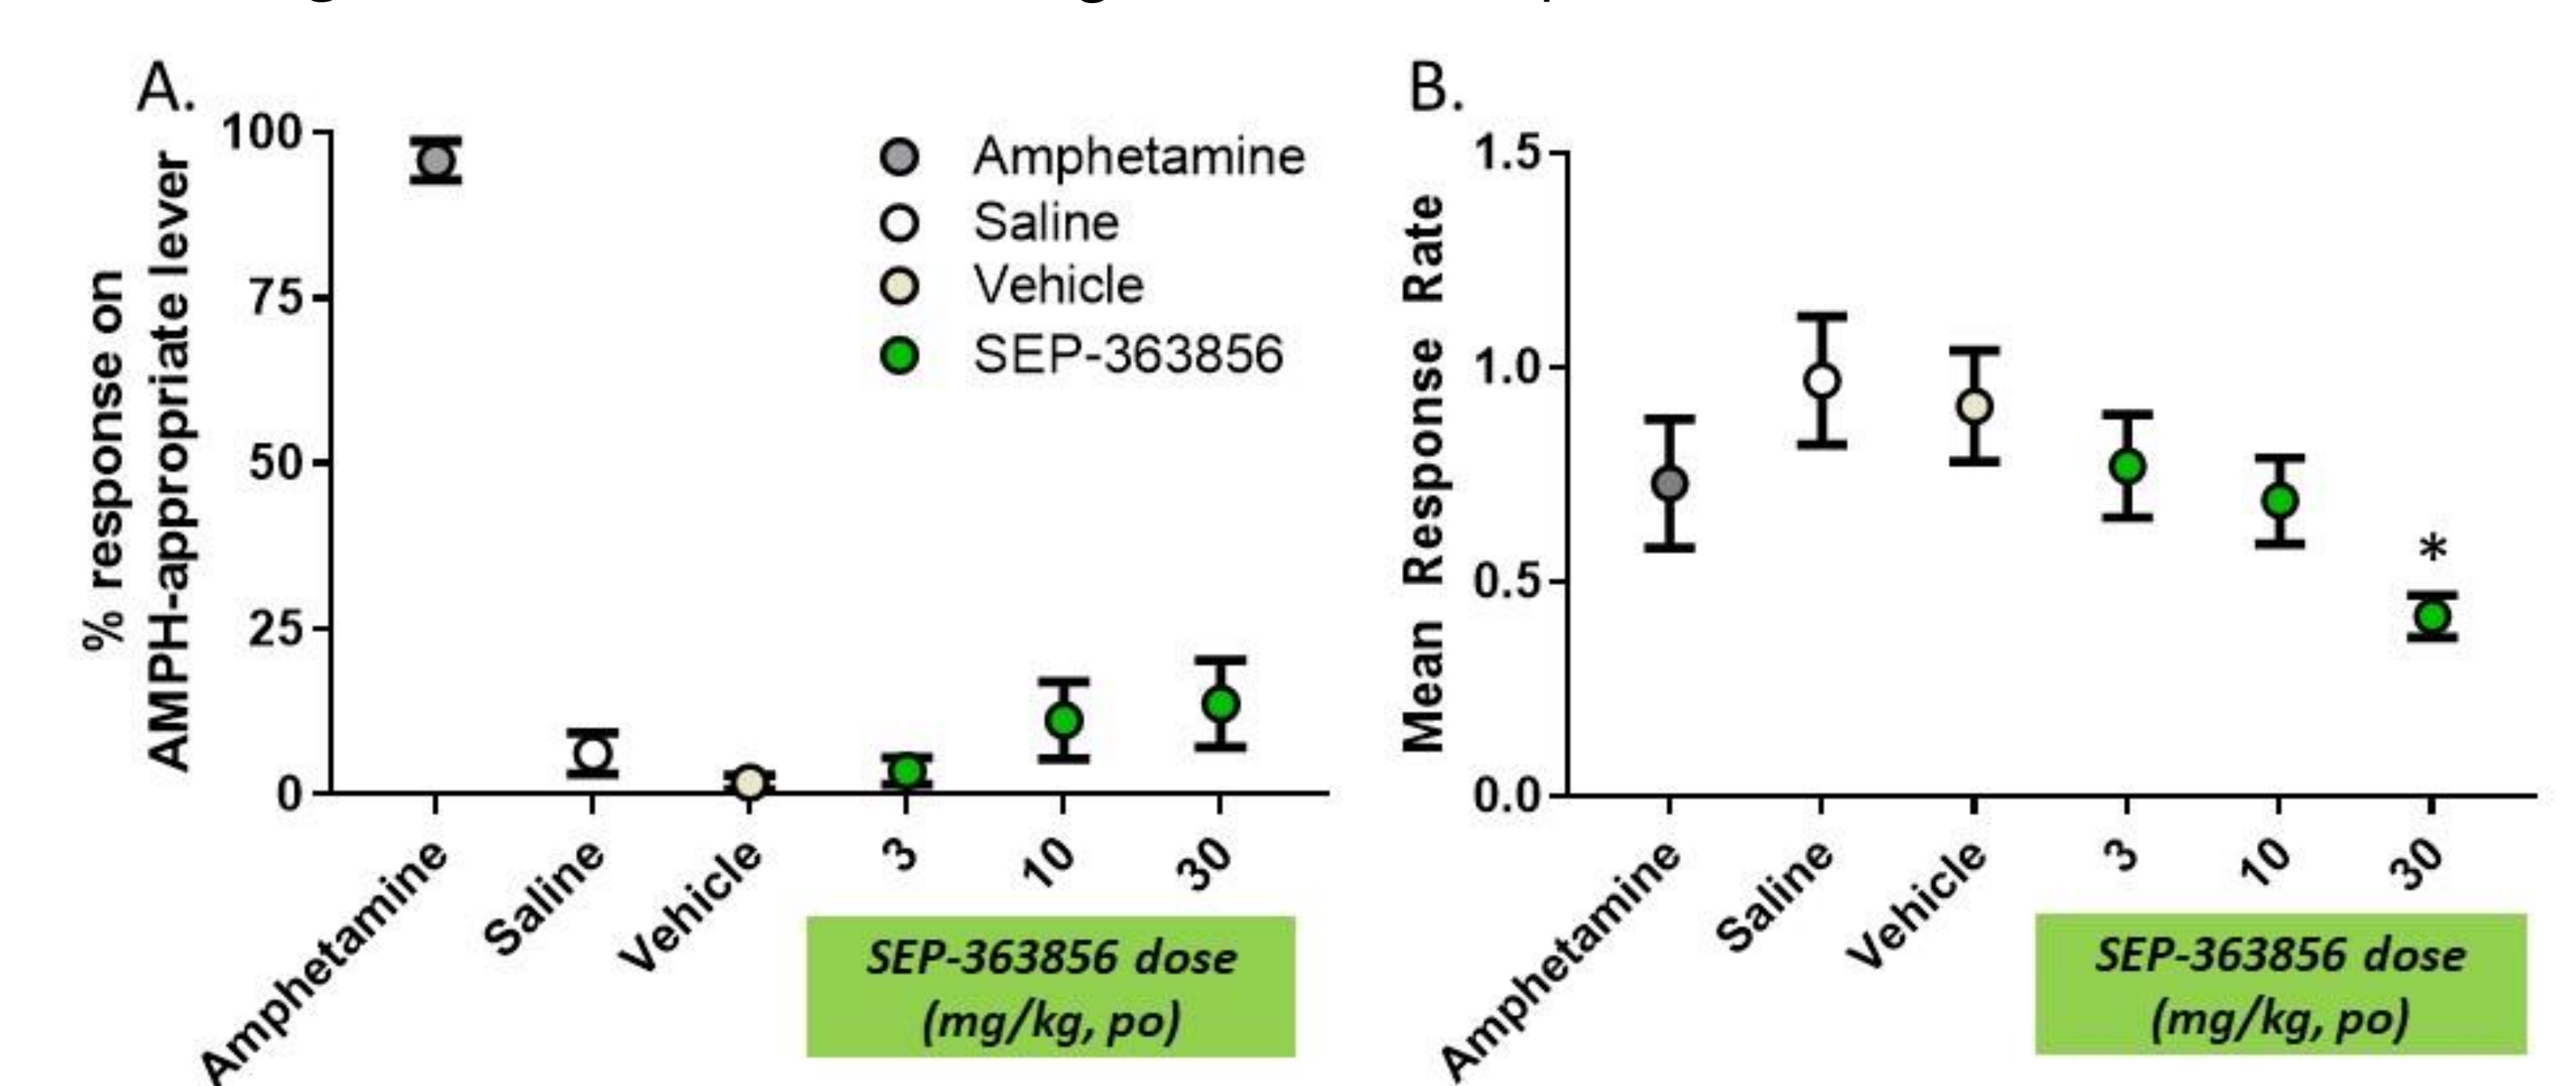 A.
% response on
AMPH-appropriate lever
100
75
50
25
0
Amphetamine
Saline
Vehicle
SEP-363856
Amphetamine
Saline
Vehicle
3
10
30
SEP-363856 dose
(mg/kg, po)
B.
Mean Response Rate
1.5
1.0
0.5
0.0
*
Amphetamine
Saline
Vehicle
3
10
30
SEP-363856 dose
(mg/kg, po)